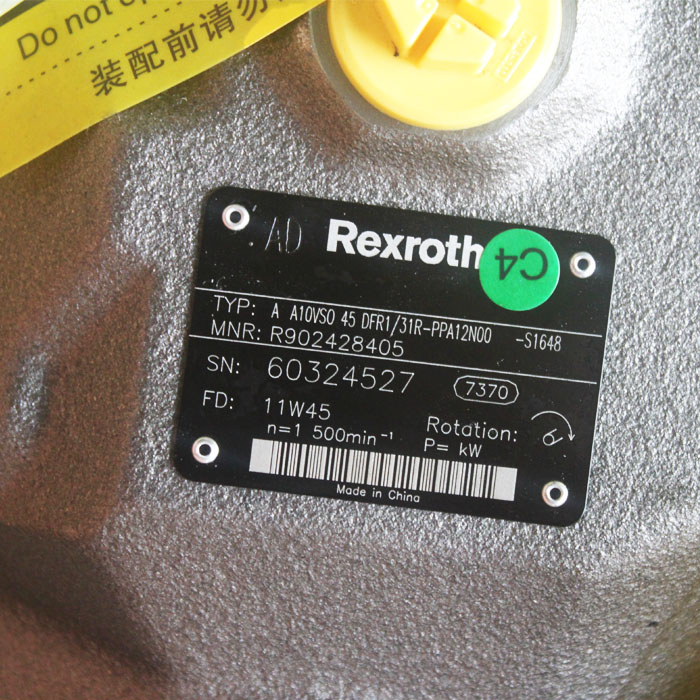 Do not
装配前请勿
AD Rexroth
C4
TYP: A A10VSO 45 DFR1/31R-PPA12N00 -S1648
MNR: R902428405
SN: 60324527 7370
FD: 11W45
Rotation:
n=1 500min⁻¹ P= kW
Made in China